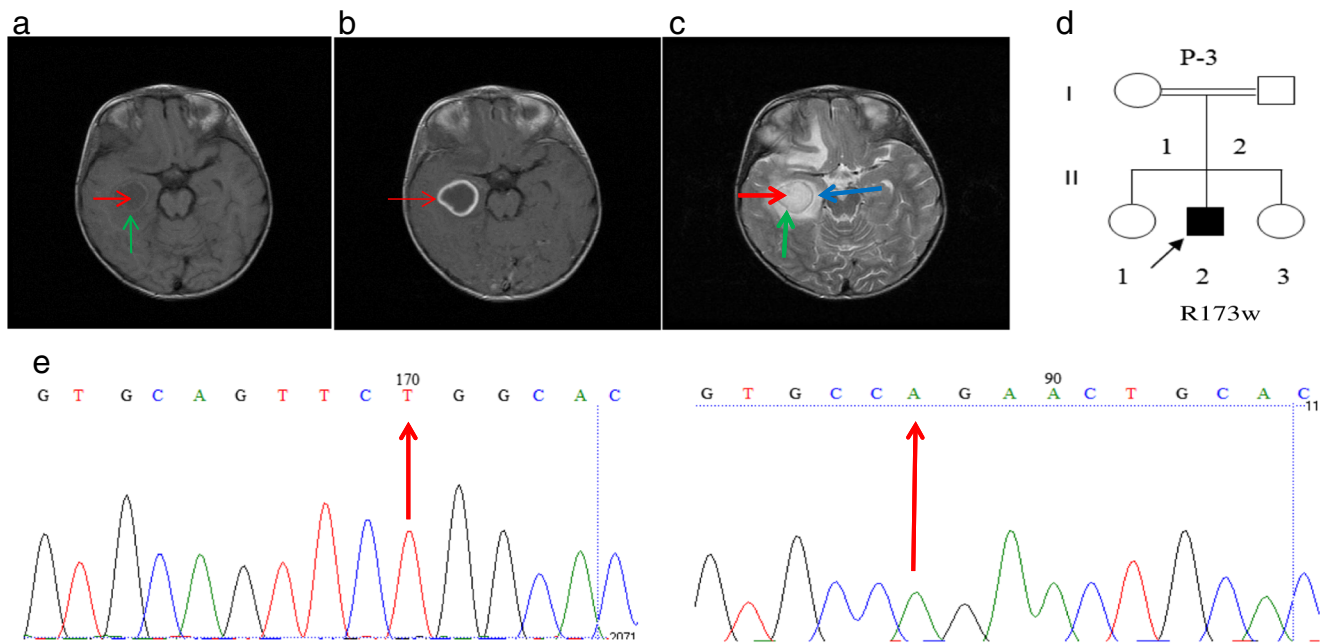 a
b
c
d
P-3
I
1 2
II
1 2 3
R173w
e
170
G T G C A G T T C T G G C A C
2071
90
G T G C C A G A A C T G C A C
11